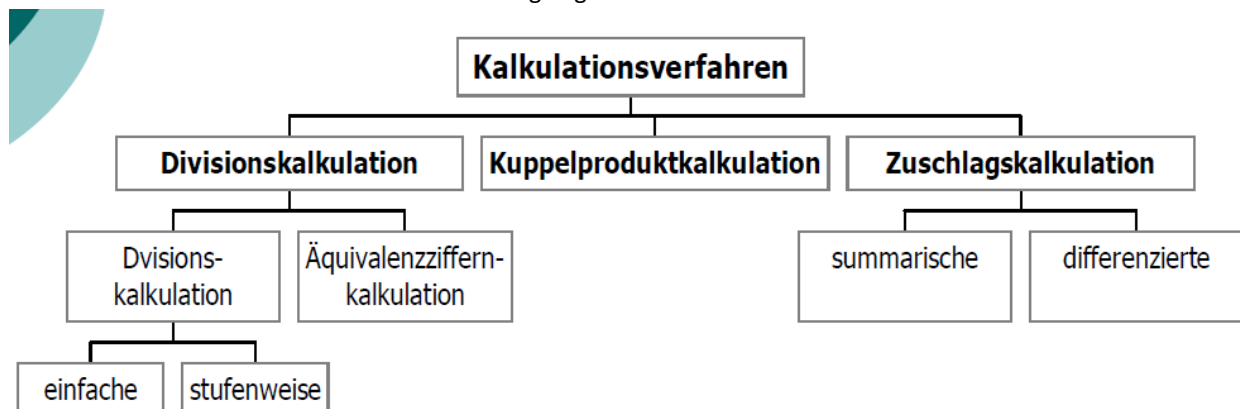 Kalkulationsverfahren
Divisionskalkulation
Kuppelproduktkalkulation
Zuschlagskalkulation
Dvisions-
kalkulation
Äquivalenzziffern-
kalkulation
summarische
differenzierte
einfache
stufenweise